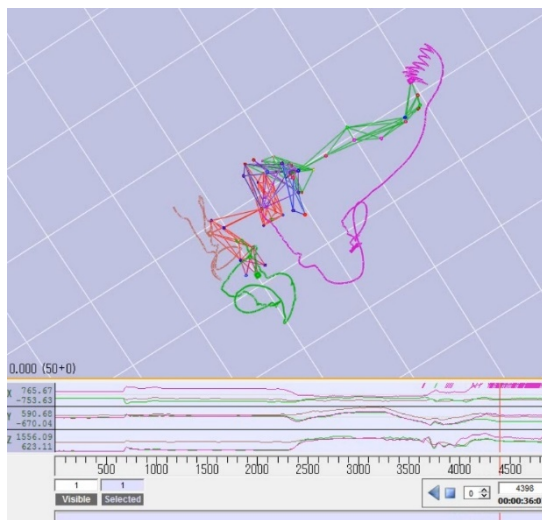 0.000 (50+0)
X 765.67
-753.63
Y 590.68
-670.04
Z 1556.09
623.11
500 1000 1500 2000 2500 3000 3500 4000 4500
1 1 0 4398
Visible Selected 00:00:36:0